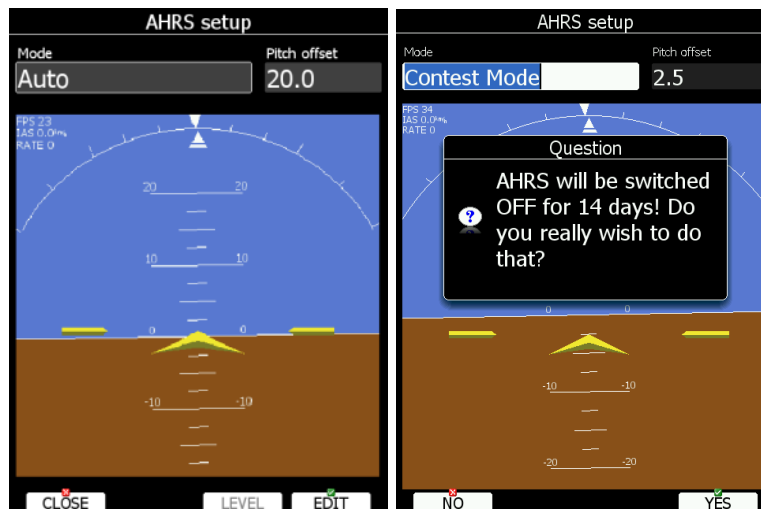 AHRS setup
Mode Pitch offset
Auto 20.0
FPS 23
IAS 0.0km/h
RATE 0
20 20
10 10
0 0
-10 -10
CLOSE LEVEL EDIT
AHRS setup
Mode Pitch offset
Contest Mode 2.5
FPS 34
IAS 0.0km/h
RATE 0
Question
?
AHRS will be switched
OFF for 14 days! Do
you really wish to do
that?
0 0
-10 -10
-20 -20
NO YES